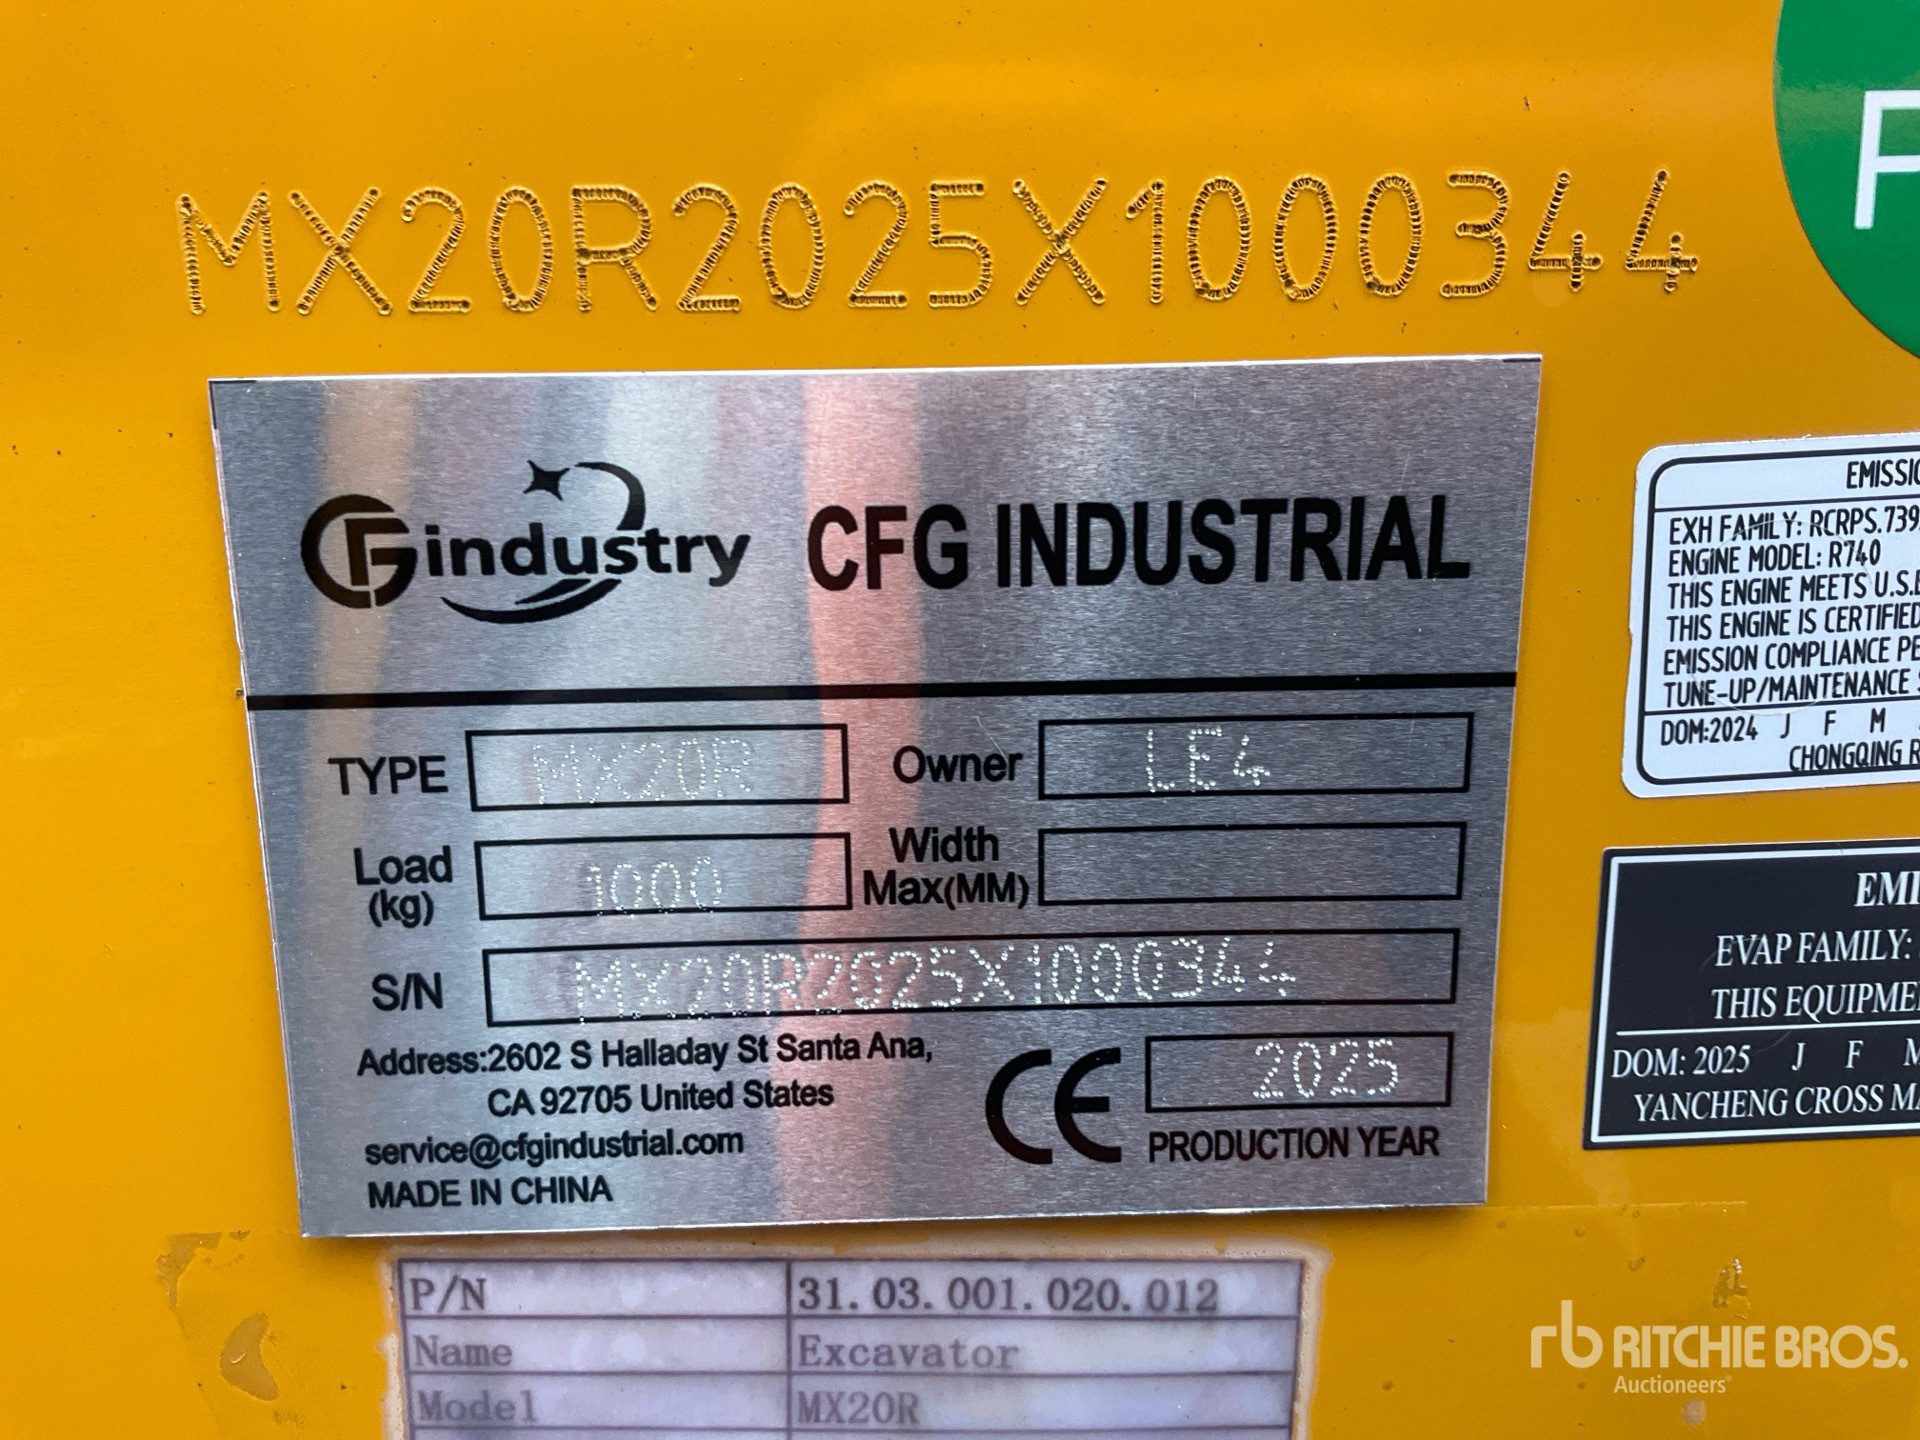 MX20R2025X1000344
F
CFG industry CFG INDUSTRIAL
TYPE MX20R Owner LE4
Load (kg) 1000 Width Max(MM)
S/N MX20R2025X1000344
Address:2602 S Halladay St Santa Ana,
CA 92705 United States
service@cfgindustrial.com
MADE IN CHINA
CE 2025
PRODUCTION YEAR
EXH FAMILY: RCRPS.739
ENGINE MODEL: R740
THIS ENGINE MEETS U.S.
THIS ENGINE IS CERTIFIED
EMISSION COMPLIANCE PE
TUNE-UP/MAINTENANCE
DOM:2024 J F M
CHONGQING R
EMI
EVAP FAMILY:
THIS EQUIPME
DOM: 2025 J F M
YANCHENG CROSS MA
P/N 31.03.001.020.012
Name Excavator
Model MX20R
rb RITCHIE BROS.
Auctioneers